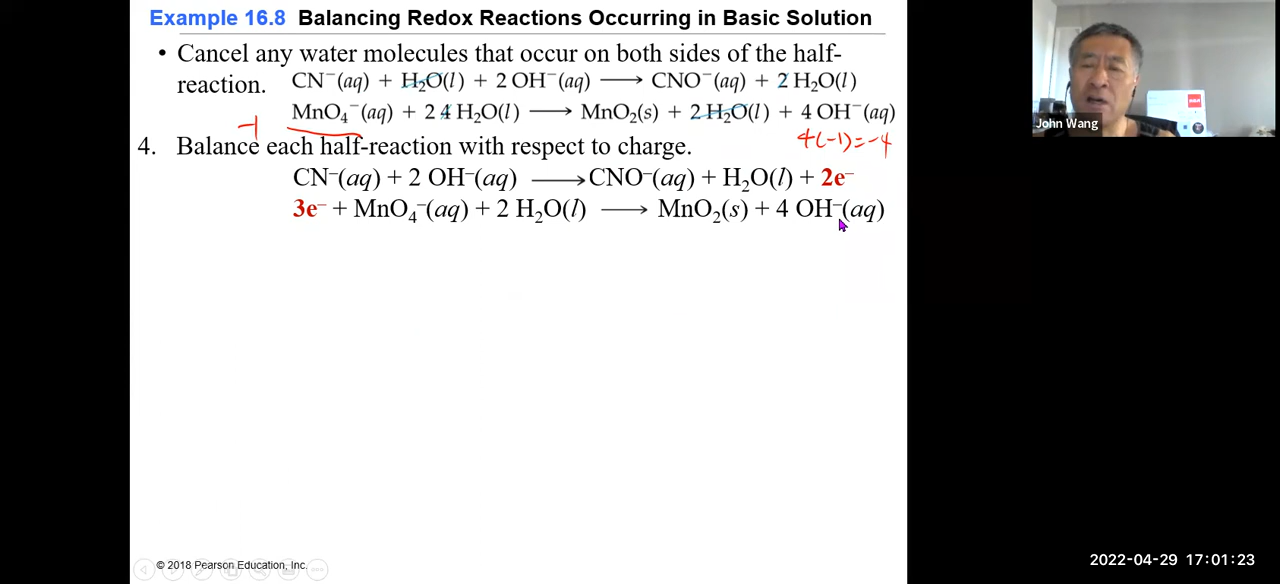 Example 16.8 Balancing Redox Reactions Occurring in Basic Solution
• Cancel any water molecules that occur on both sides of the half-
reaction. CN⁻(aq) + H₂O(l) + 2 OH⁻(aq) ⟶ CNO⁻(aq) + 2 H₂O(l)
MnO₄⁻(aq) + 2 4 H₂O(l) ⟶ MnO₂(s) + 2 H₂O(l) + 4 OH⁻(aq)
-1
4(-1)=-4
4. Balance each half-reaction with respect to charge.
CN⁻(aq) + 2 OH⁻(aq) ⟶ CNO⁻(aq) + H₂O(l) + 2e⁻
3e⁻ + MnO₄⁻(aq) + 2 H₂O(l) ⟶ MnO₂(s) + 4 OH⁻(aq)
© 2018 Pearson Education, Inc.
John Wang
2022-04-29 17:01:23